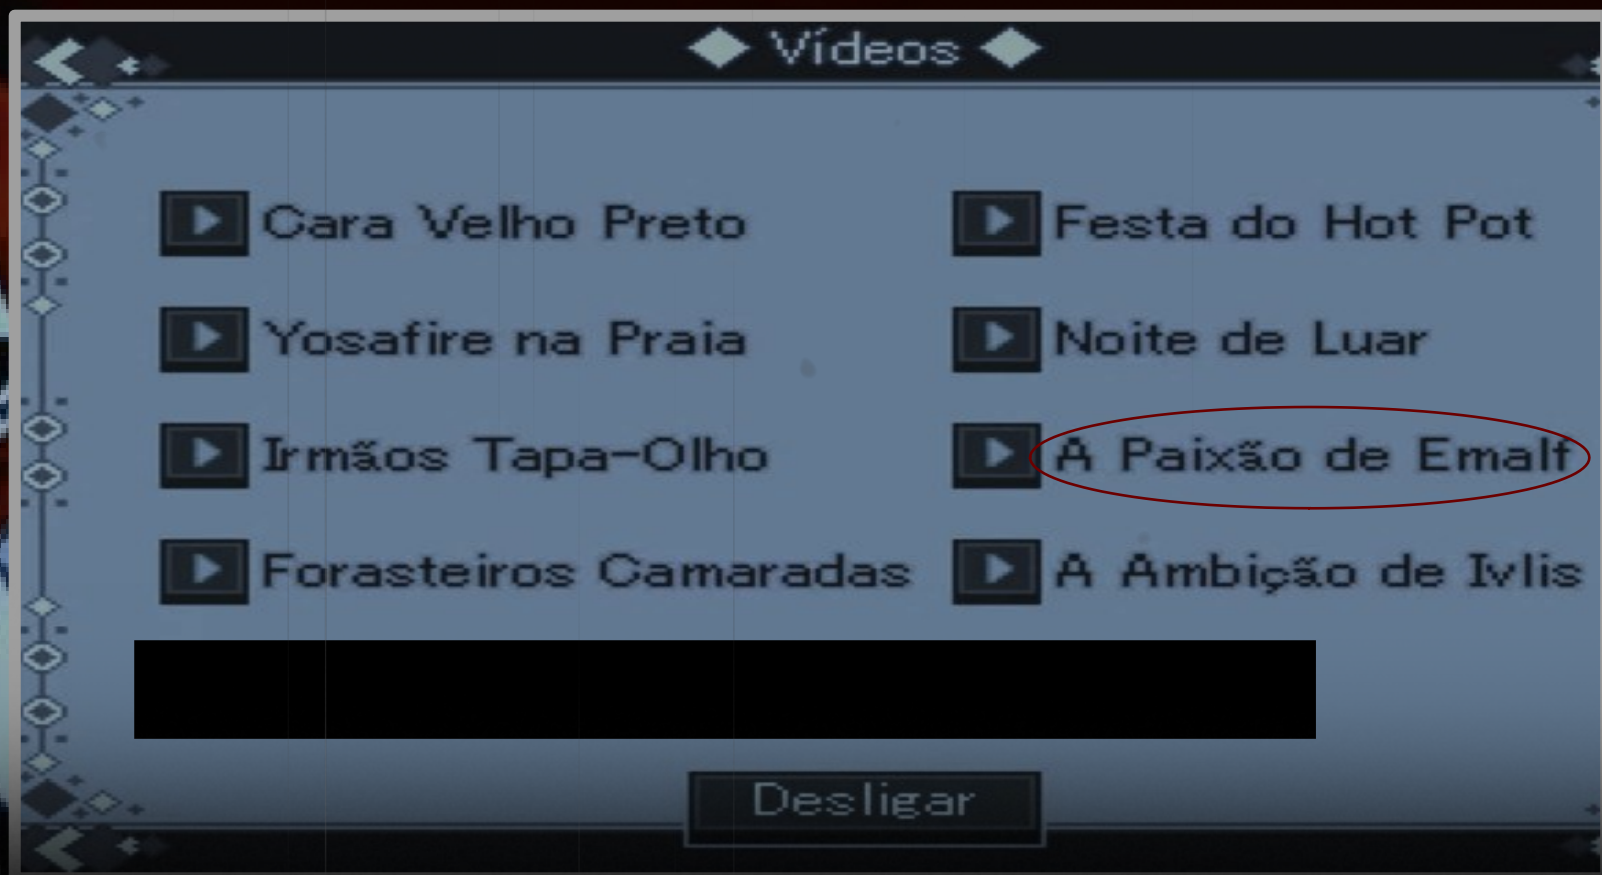 Vídeos
Cara Velho Preto
Festa do Hot Pot
Yosafire na Praia
Noite de Luar
Irmãos Tapa-Olho
A Paixão de Emalf
Forasteiros Camaradas
A Ambição de Ivlis
Desligar